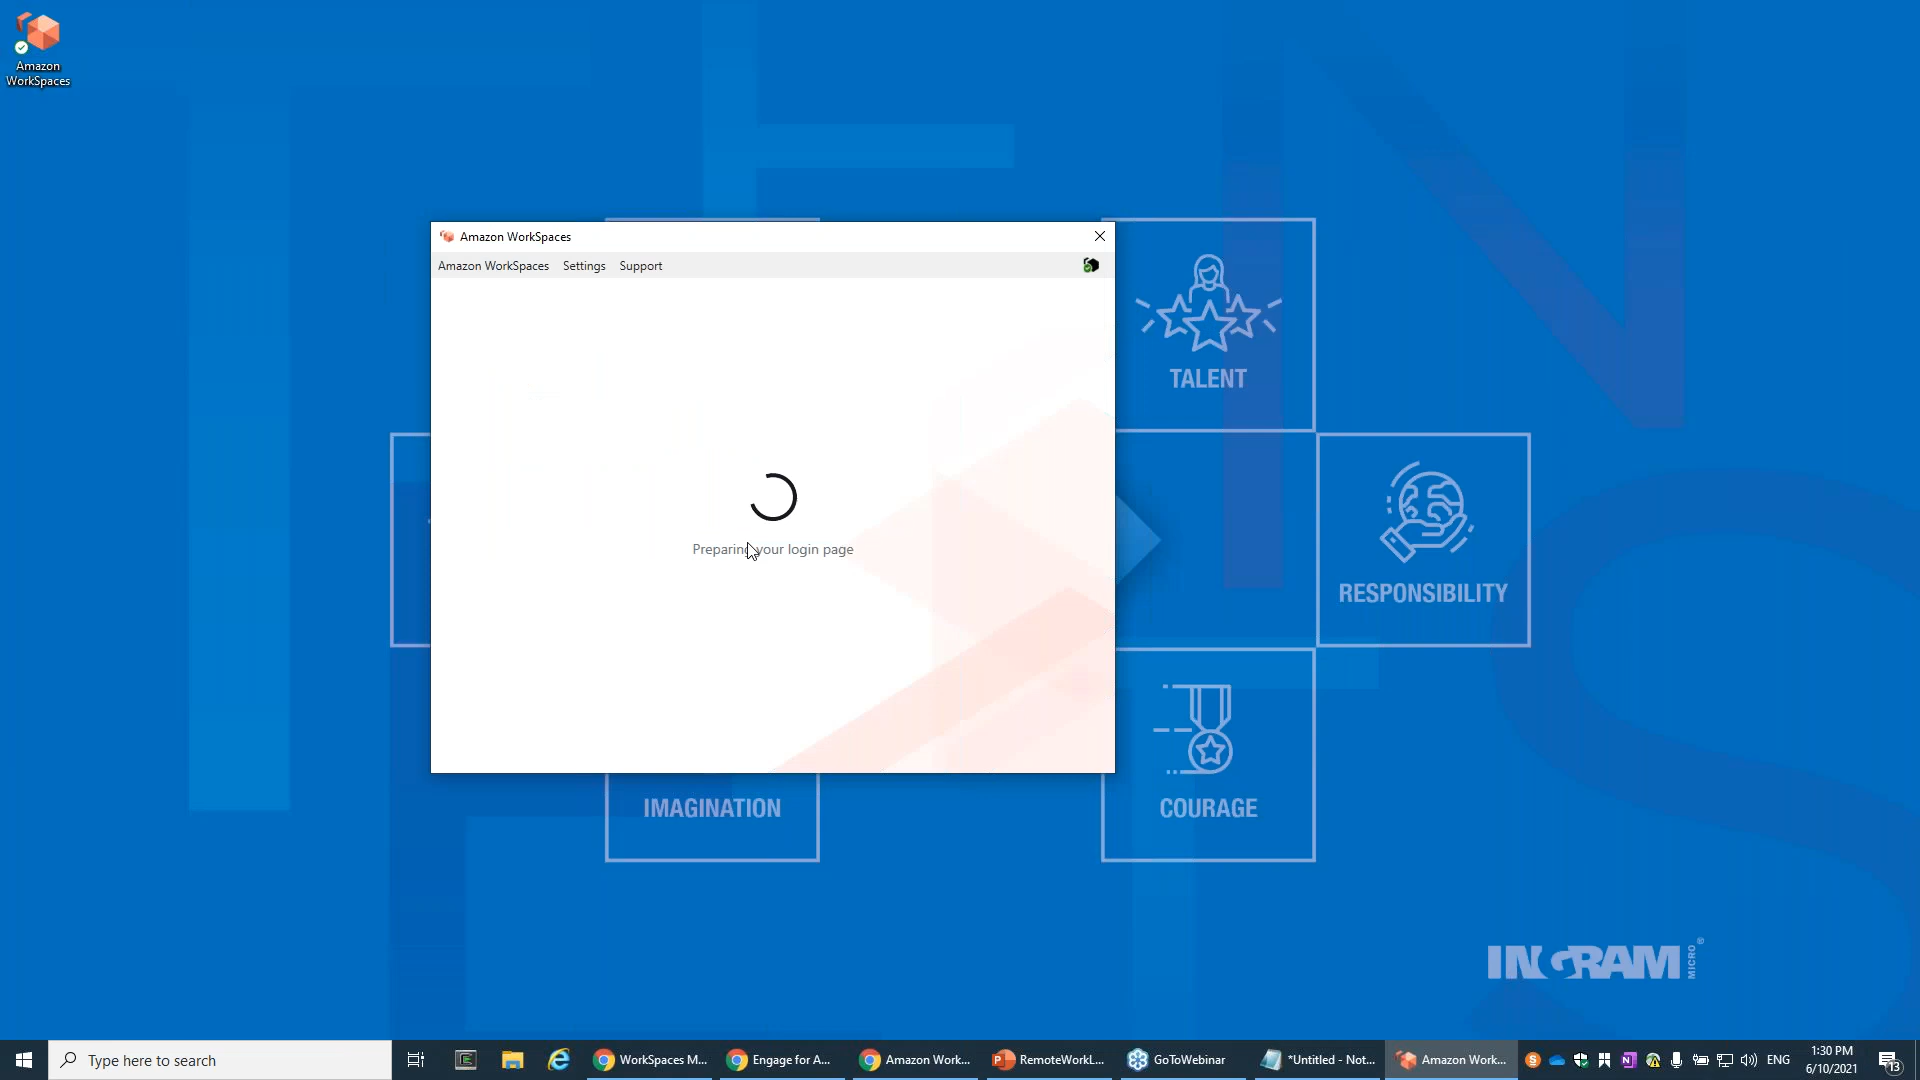 Amazon
WorkSpaces
Amazon WorkSpaces
Amazon WorkSpaces Settings Support
Preparing your login page
TALENT
RESPONSIBILITY
IMAGINATION
COURAGE
INGRAM MICRO ®
Type here to search
WorkSpaces M...
Engage for A...
Amazon Work...
RemoteWorkL...
GoToWebinar
*Untitled - Not...
Amazon Work...
ENG
1:30 PM
6/10/2021
13